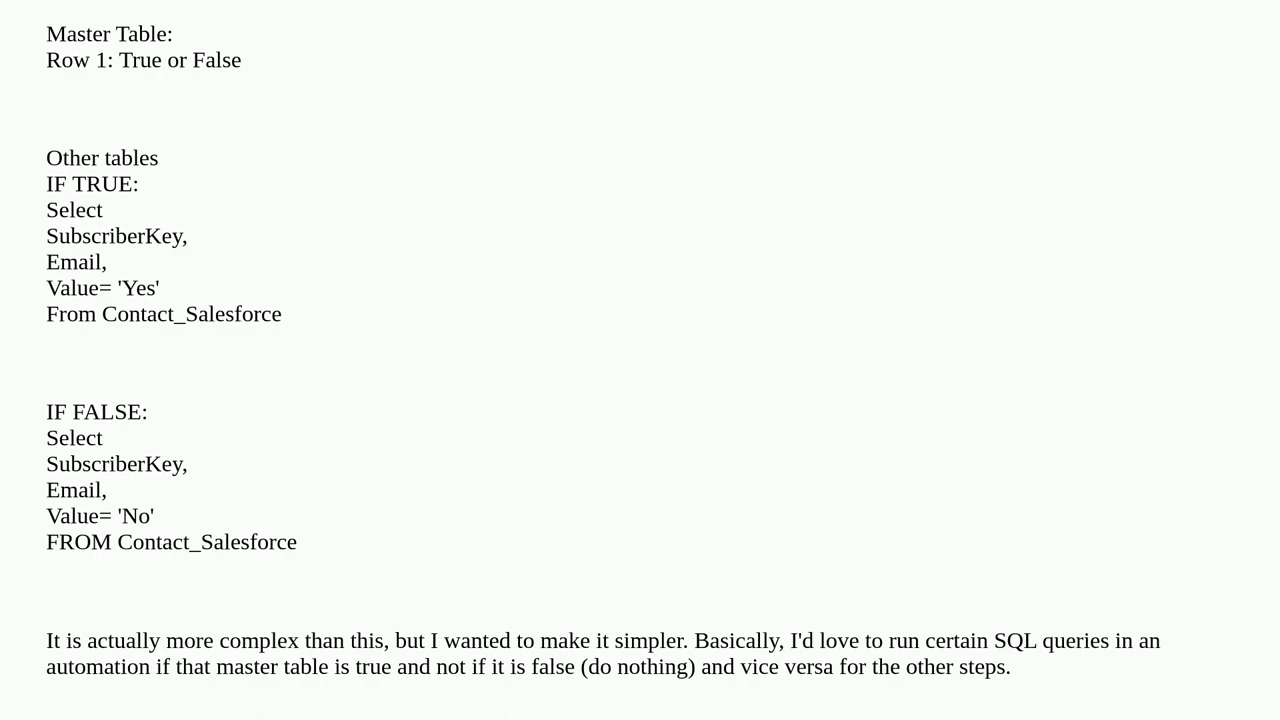 Master Table:
Row 1: True or False
Other tables
IF TRUE:
Select
SubscriberKey,
Email,
Value= 'Yes'
From Contact_Salesforce
IF FALSE:
Select
SubscriberKey,
Email,
Value= 'No'
FROM Contact_Salesforce
It is actually more complex than this, but I wanted to make it simpler. Basically, I'd love to run certain SQL queries in an
automation if that master table is true and not if it is false (do nothing) and vice versa for the other steps.